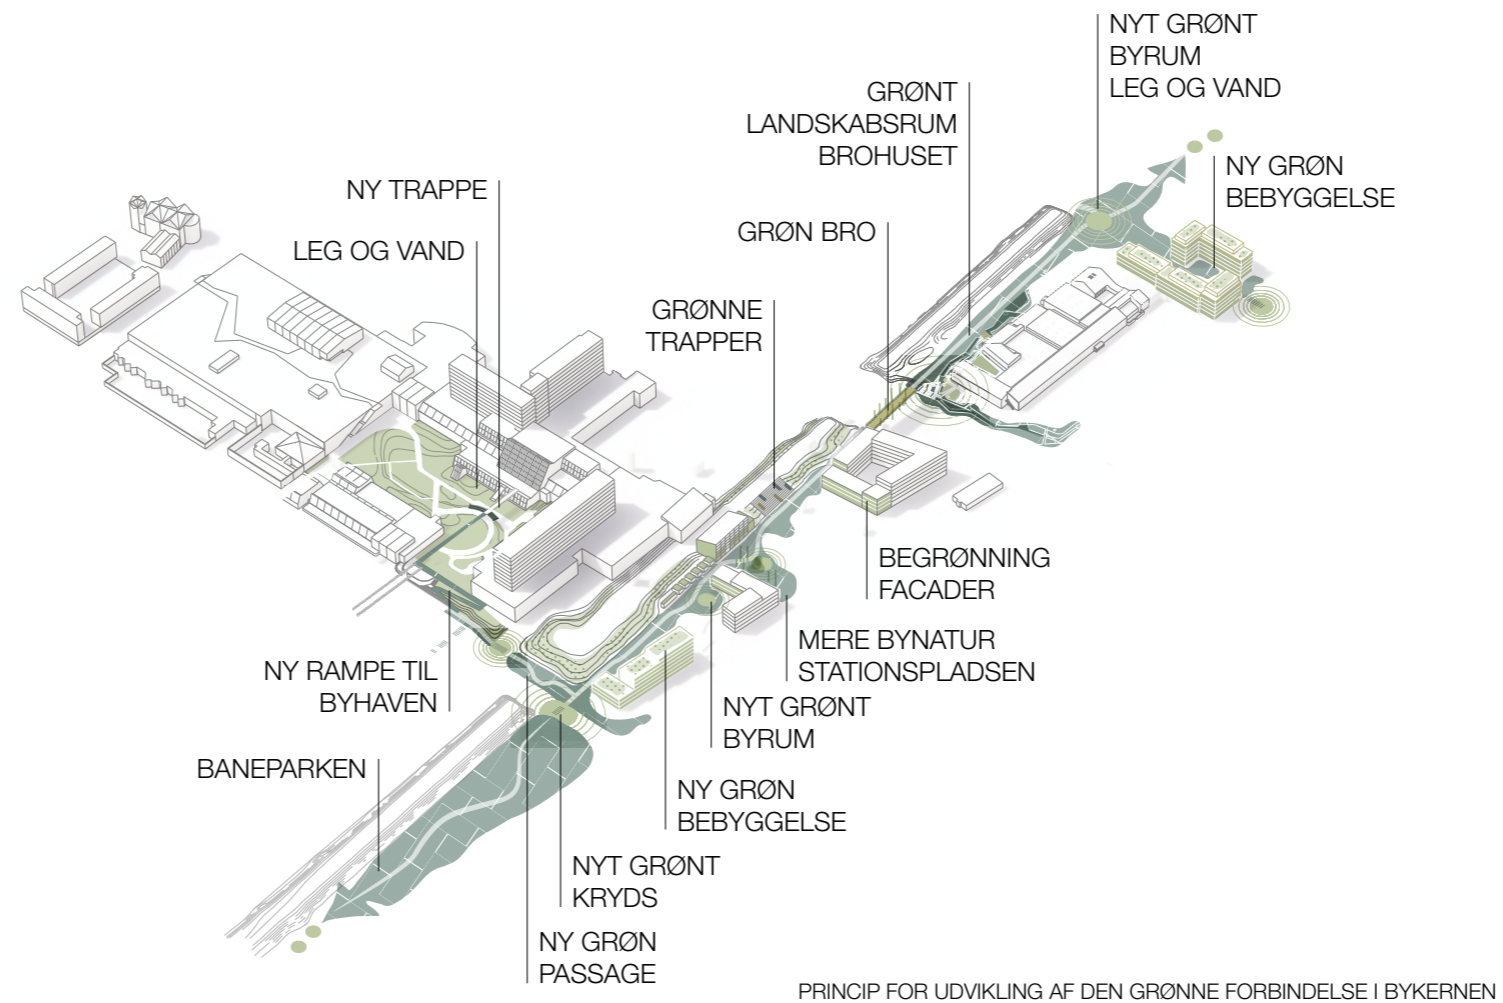 NYT GRØNT
BYRUM
LEG OG VAND
GRØNT
LANDSKABSRUM
BROHUSET
NY GRØN
BEBYGGELSE
NY TRAPPE
GRØN BRO
LEG OG VAND
GRØNNE
TRAPPER
BEGRØNNING
FACADER
MERE BYNATUR
STATIONSPLADSEN
NY RAMPE TIL
BYHAVEN
NYT GRØNT
BYRUM
BANEPARKEN
NY GRØN
BEBYGGELSE
NYT GRØNT
KRYDS
NY GRØN
PASSAGE
PRINCIP FOR UDVIKLING AF DEN GRØNNE FORBINDELSE I BYKERNEN